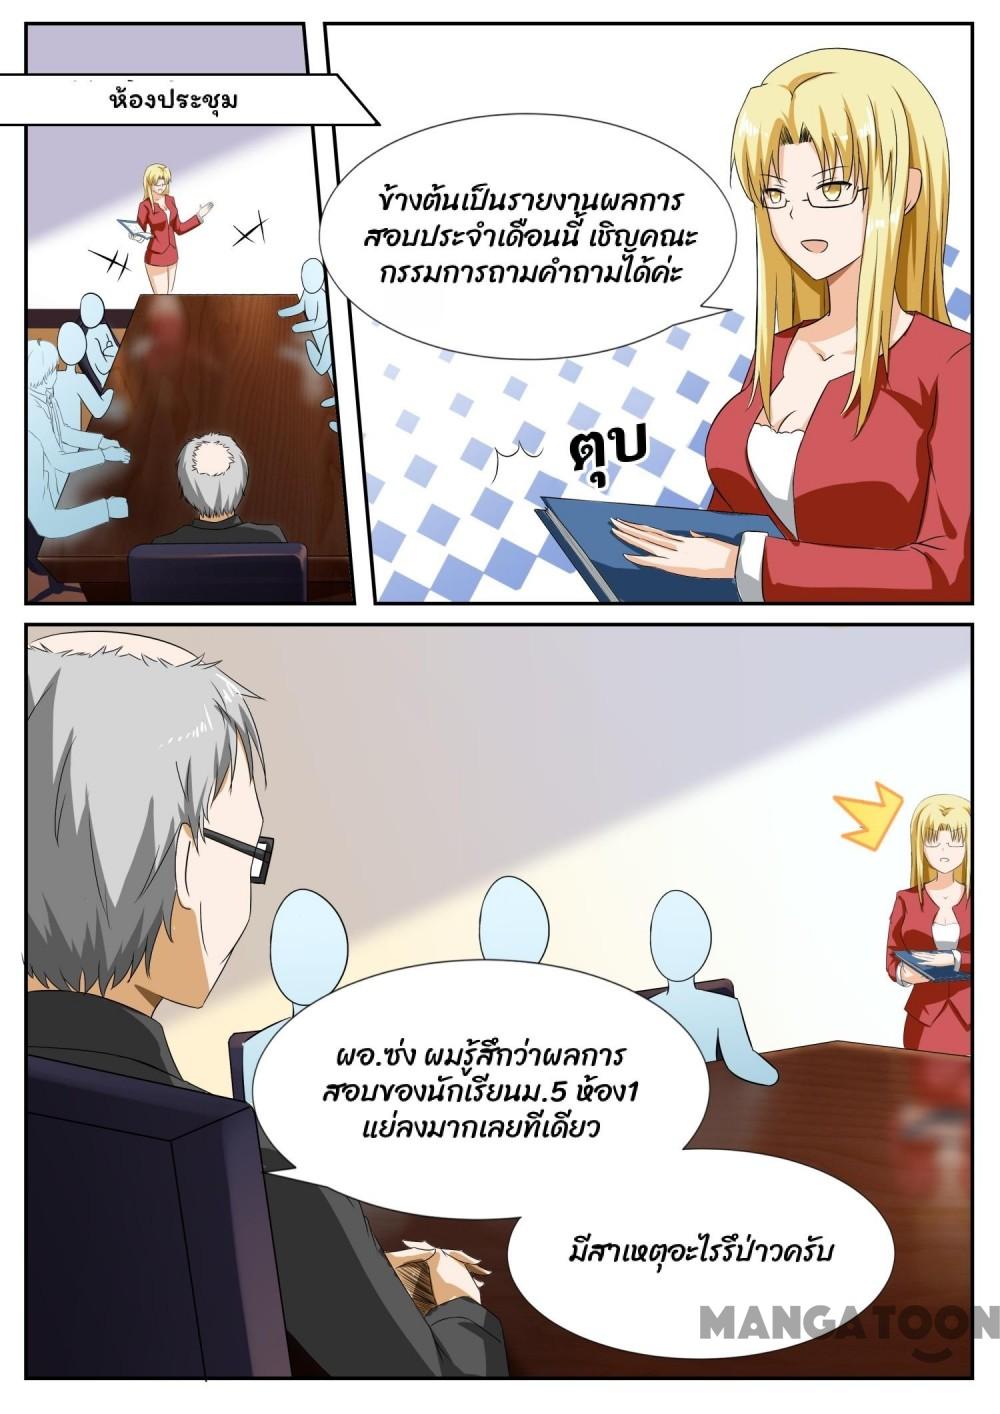 ห้องประชุม
ข้างต้นเป็นรายงานผลการ
สอบประจำเดือนนี้ เชิญคณะ
กรรมการถามคำถามได้ค่ะ
ตุบ
ผอ.ซ่ง ผมรู้สึกว่าผลการ
สอบของนักเรียนม.5 ห้อง1
แย่ลงมากเลยทีเดียว
มีสาเหตุอะไรรึป่าวครับ
MANGATOON